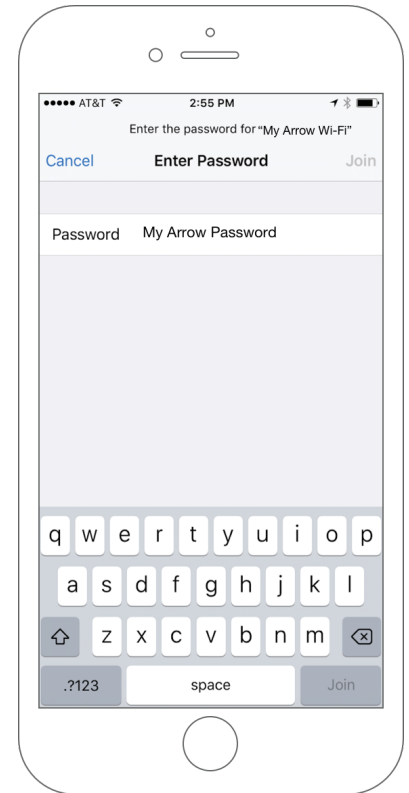 AT&T 2:55 PM
Enter the password for “My Arrow Wi-Fi”
Cancel Enter Password Join
Password My Arrow Password
q w e r t y u i o p
a s d f g h j k l
z x c v b n m
.?123 space Join